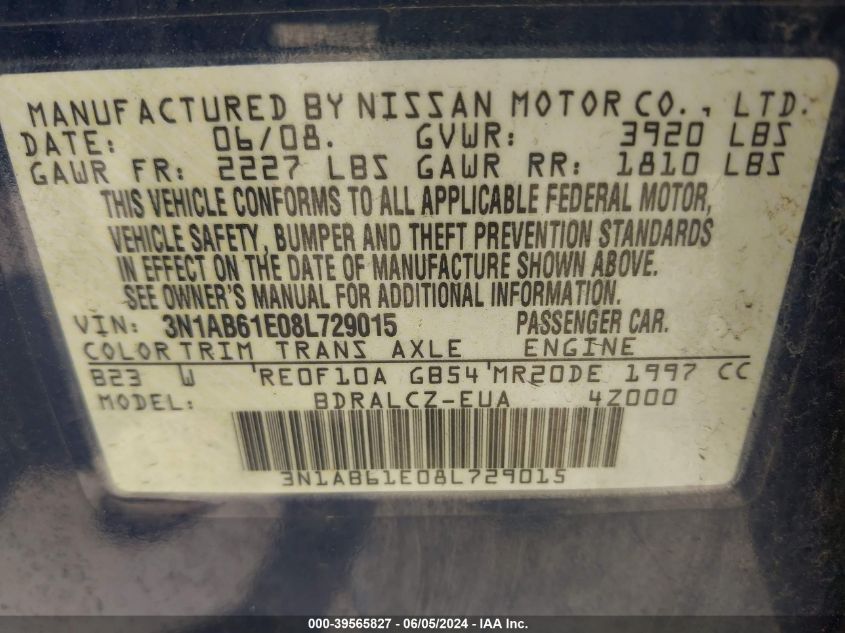 MANUFACTURED BY NISSAN MOTOR CO., LTD.
DATE: 06/08. GVWR: 3920 LBS
GAWR FR: 2227 LBS GAWR RR: 1810 LBS
THIS VEHICLE CONFORMS TO ALL APPLICABLE FEDERAL MOTOR,
VEHICLE SAFETY, BUMPER AND THEFT PREVENTION STANDARDS
IN EFFECT ON THE DATE OF MANUFACTURE SHOWN ABOVE.
SEE OWNER'S MANUAL FOR ADDITIONAL INFORMATION.
VIN: 3N1AB61E08L729015 PASSENGER CAR.
COLOR TRIM TRANS AXLE ENGINE
B23 W RE0F10A GB54 MR20DE 1997 CC
MODEL: BDRALCZ-EUA 4Z000
3N1AB61E08L729015
000-39565827 - 06/05/2024 - IAA Inc.